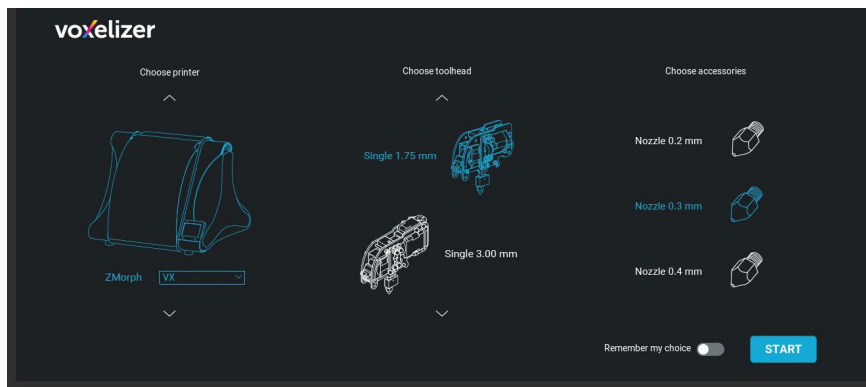 voxelizer
Choose printer
Choose toolhead
Choose accessories
Nozzle 0.2 mm
Single 1.75 mm
Nozzle 0.3 mm
Single 3.00 mm
Nozzle 0.4 mm
ZMorph VX
Remember my choice
START